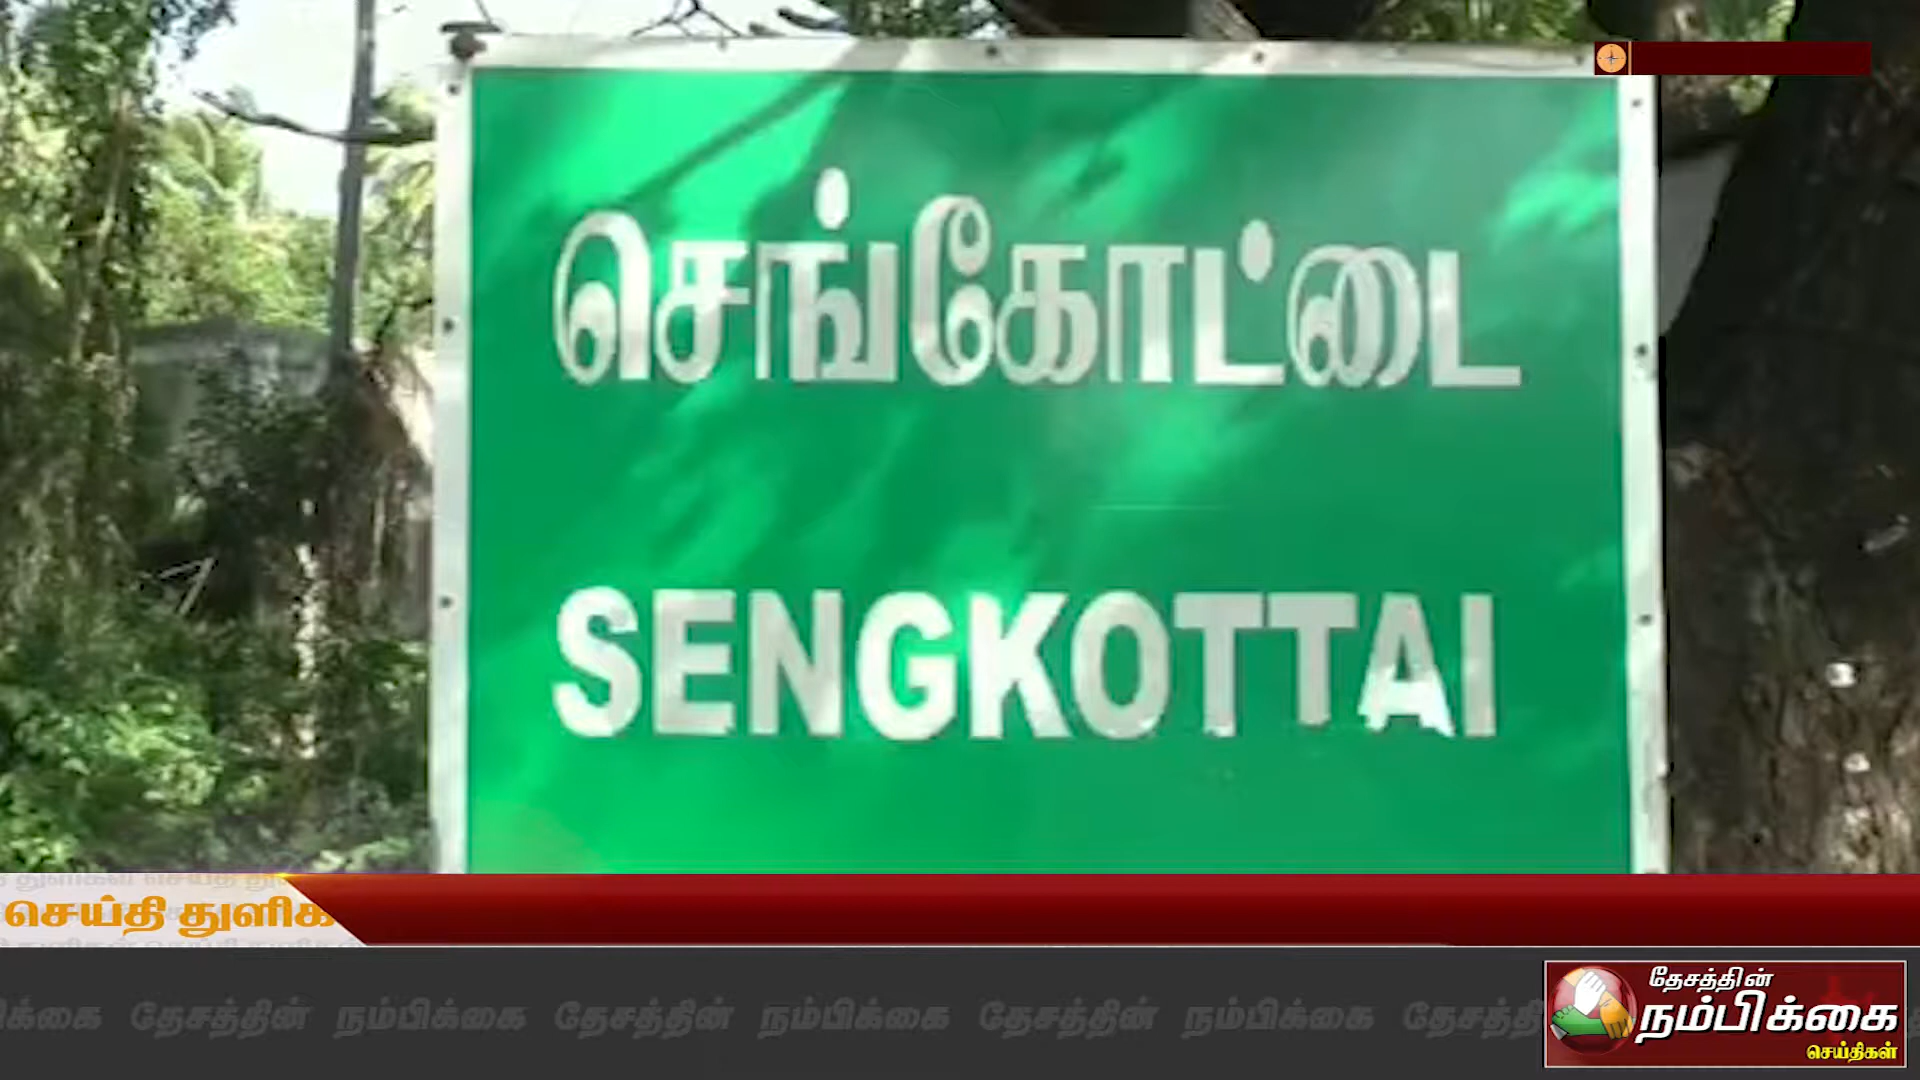 செங்கோட்டை
SENGKOTTAI
செய்தி துளிக
தேசத்தின் நம்பிக்கை தேசத்தின் நம்பிக்கை தேசத்தின் நம்பிக்கை
தேசத்தின்
நம்பிக்கை
செய்திகள்